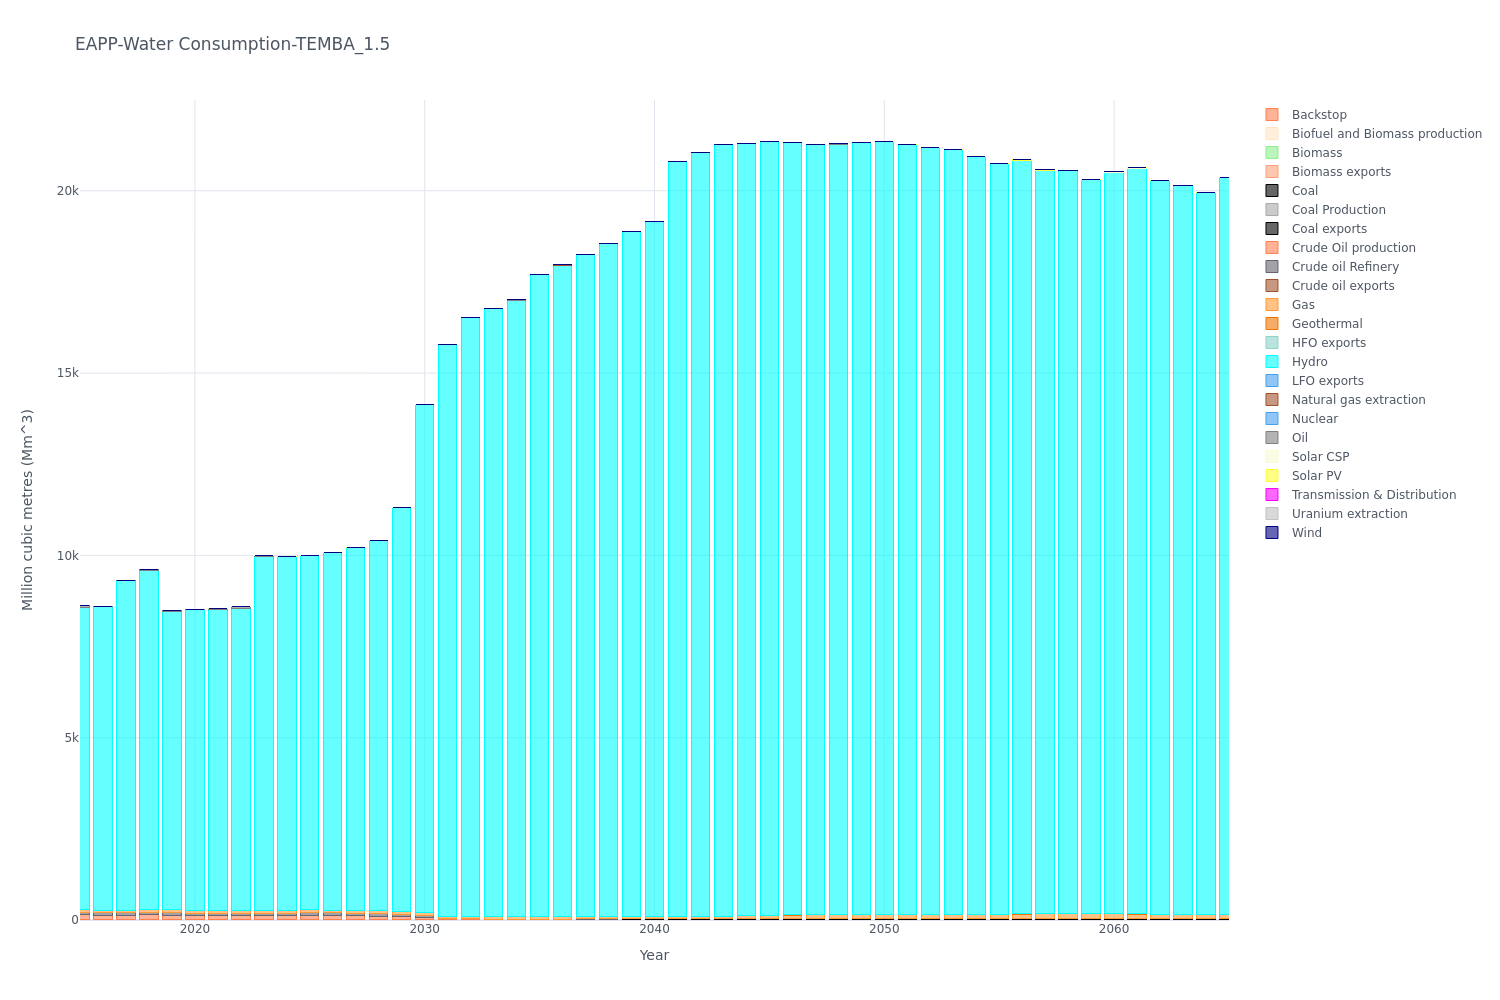 EAPP-Water Consumption-TEMBA_1.5
Million cubic metres (Mm^3)
20k
15k
10k
5k
0
2020
2030
2040
2050
2060
Year
Backstop
Biofuel and Biomass production
Biomass
Biomass exports
Coal
Coal Production
Coal exports
Crude Oil production
Crude oil Refinery
Crude oil exports
Gas
Geothermal
HFO exports
Hydro
LFO exports
Natural gas extraction
Nuclear
Oil
Solar CSP
Solar PV
Transmission & Distribution
Uranium extraction
Wind